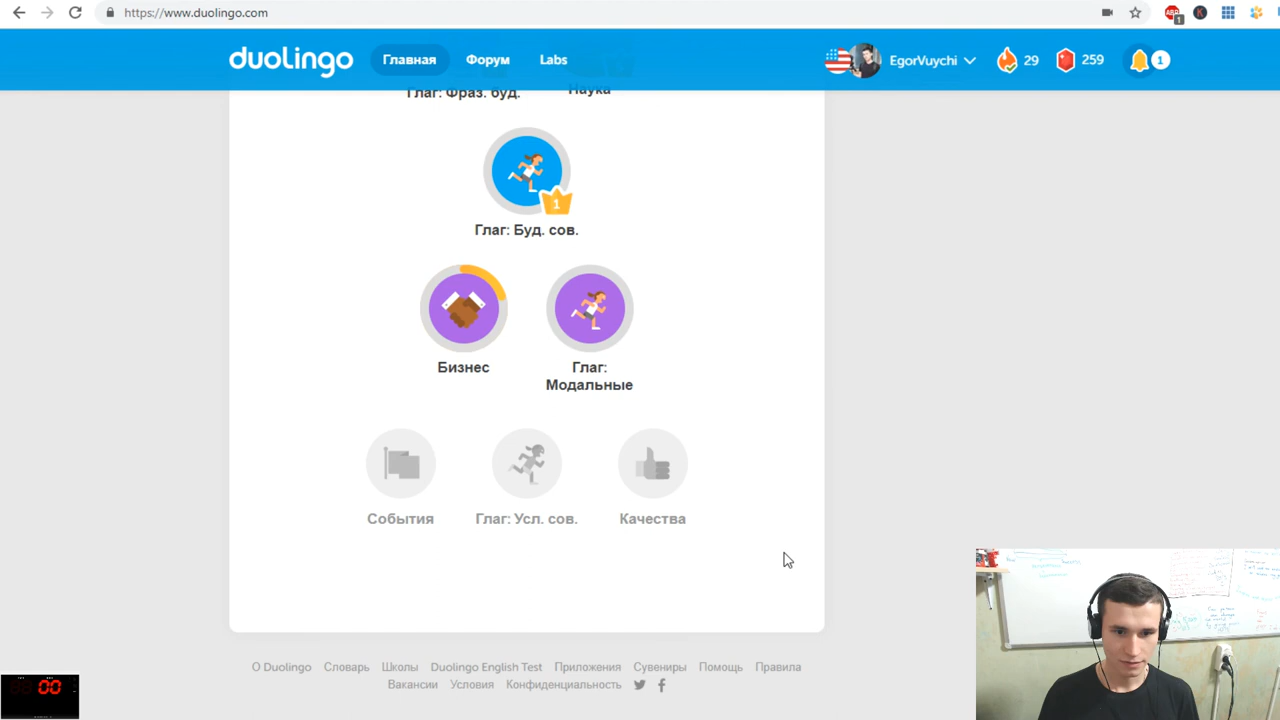 https://www.duolingo.com
1
K
duolingo
Главная
Форум
Labs
EgorVuychi
29
259
1
Глаг: Фраз. буд.
Наука
1
Глаг: Буд. сов.
Бизнес
Глаг:
Модальные
События
Глаг: Усл. сов.
Качества
О Duolingo Словарь Школы Duolingo English Test Приложения Сувениры Помощь Правила
Вакансии Условия Конфиденциальность
00